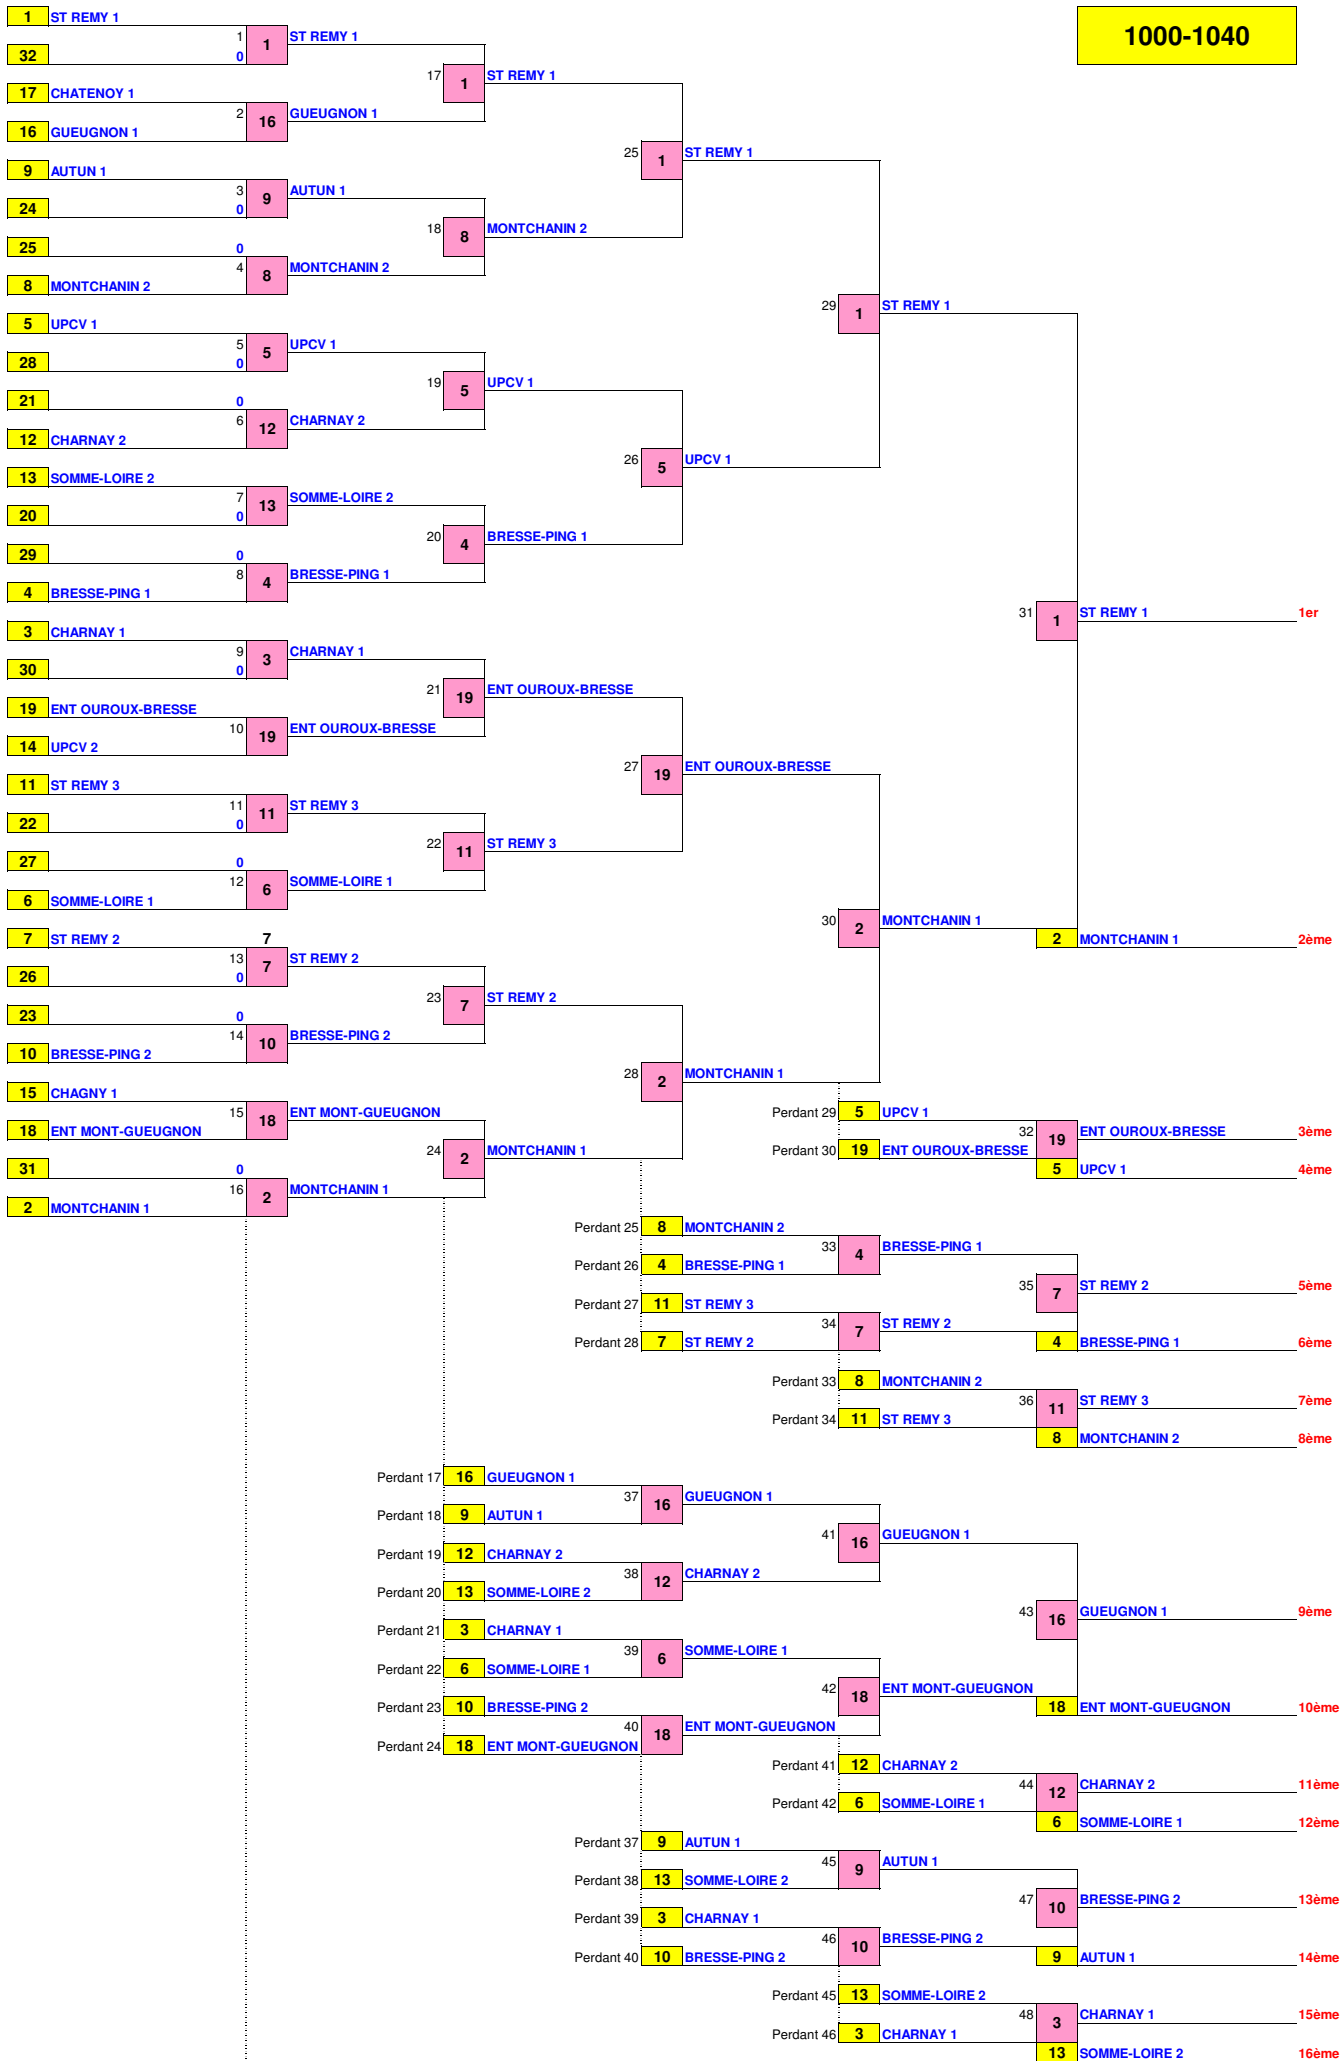 1 ST REMY 1
1000-1040
1 ST REMY 1
32 0 1
17 1 ST REMY 1
17 CHATENOY 1
2 16 GUEUGNON 1
16 GUEUGNON 1
25 1 ST REMY 1
9 AUTUN 1
3 9 AUTUN 1
24 0
18 8 MONTCHANIN 2
25 0
4 8 MONTCHANIN 2
8 MONTCHANIN 2
29 1 ST REMY 1
5 UPCV 1
5 5 UPCV 1
28 0
19 5 UPCV 1
21 0
6 12 CHARNAY 2
12 CHARNAY 2
26 5 UPCV 1
13 SOMME-LOIRE 2
7 13 SOMME-LOIRE 2
20 0
20 4 BRESSE-PING 1
29 0
8 4 BRESSE-PING 1
4 BRESSE-PING 1
31 1 ST REMY 1 1er
3 CHARNAY 1
9 3 CHARNAY 1
30 0
21 19 ENT OUROUX-BRESSE
19 ENT OUROUX-BRESSE
10 19 ENT OUROUX-BRESSE
14 UPCV 2
27 19 ENT OUROUX-BRESSE
11 ST REMY 3
11 11 ST REMY 3
22 0
22 11 ST REMY 3
27 0
12 6 SOMME-LOIRE 1
6 SOMME-LOIRE 1
30 2 MONTCHANIN 1
7 ST REMY 2 7
2 MONTCHANIN 1 2ème
13 7 ST REMY 2
26 0
23 7 ST REMY 2
23 0
14 10 BRESSE-PING 2
10 BRESSE-PING 2
28 2 MONTCHANIN 1
15 CHAGNY 1
15 18 ENT MONT-GUEUGNON
Perdant 29 5 UPCV 1
18 ENT MONT-GUEUGNON
32 19 ENT OUROUX-BRESSE 3ème
24 2 MONTCHANIN 1
Perdant 30 19 ENT OUROUX-BRESSE
31 0
5 UPCV 1 4ème
16 2 MONTCHANIN 1
2 MONTCHANIN 1
Perdant 25 8 MONTCHANIN 2
33 4 BRESSE-PING 1
Perdant 26 4 BRESSE-PING 1
35 7 ST REMY 2 5ème
Perdant 27 11 ST REMY 3
34 7 ST REMY 2
Perdant 28 7 ST REMY 2
4 BRESSE-PING 1 6ème
Perdant 33 8 MONTCHANIN 2
36 11 ST REMY 3 7ème
Perdant 34 11 ST REMY 3
8 MONTCHANIN 2 8ème
Perdant 17 16 GUEUGNON 1
37 16 GUEUGNON 1
Perdant 18 9 AUTUN 1
41 16 GUEUGNON 1
Perdant 19 12 CHARNAY 2
38 12 CHARNAY 2
Perdant 20 13 SOMME-LOIRE 2
43 16 GUEUGNON 1 9ème
Perdant 21 3 CHARNAY 1
39 6 SOMME-LOIRE 1
Perdant 22 6 SOMME-LOIRE 1
42 18 ENT MONT-GUEUGNON
Perdant 23 10 BRESSE-PING 2
18 ENT MONT-GUEUGNON 10ème
40 18 ENT MONT-GUEUGNON
Perdant 24 18 ENT MONT-GUEUGNON
Perdant 41 12 CHARNAY 2
44 12 CHARNAY 2 11ème
Perdant 42 6 SOMME-LOIRE 1
6 SOMME-LOIRE 1 12ème
Perdant 37 9 AUTUN 1
45 9 AUTUN 1
Perdant 38 13 SOMME-LOIRE 2
47 10 BRESSE-PING 2 13ème
Perdant 39 3 CHARNAY 1
46 10 BRESSE-PING 2
Perdant 40 10 BRESSE-PING 2
9 AUTUN 1 14ème
Perdant 45 13 SOMME-LOIRE 2
48 3 CHARNAY 1 15ème
Perdant 46 3 CHARNAY 1
13 SOMME-LOIRE 2 16ème